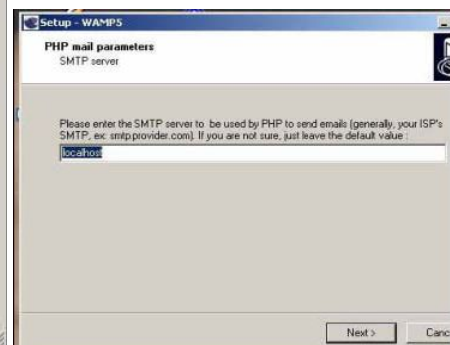 Setup - WAMP5
PHP mail parameters
SMTP server
Please enter the SMTP server to be used by PHP to send emails (generally, your ISP's
SMTP, ex: smtp.provider.com). If you are not sure, just leave the default value :
localhost
Next >
Canc